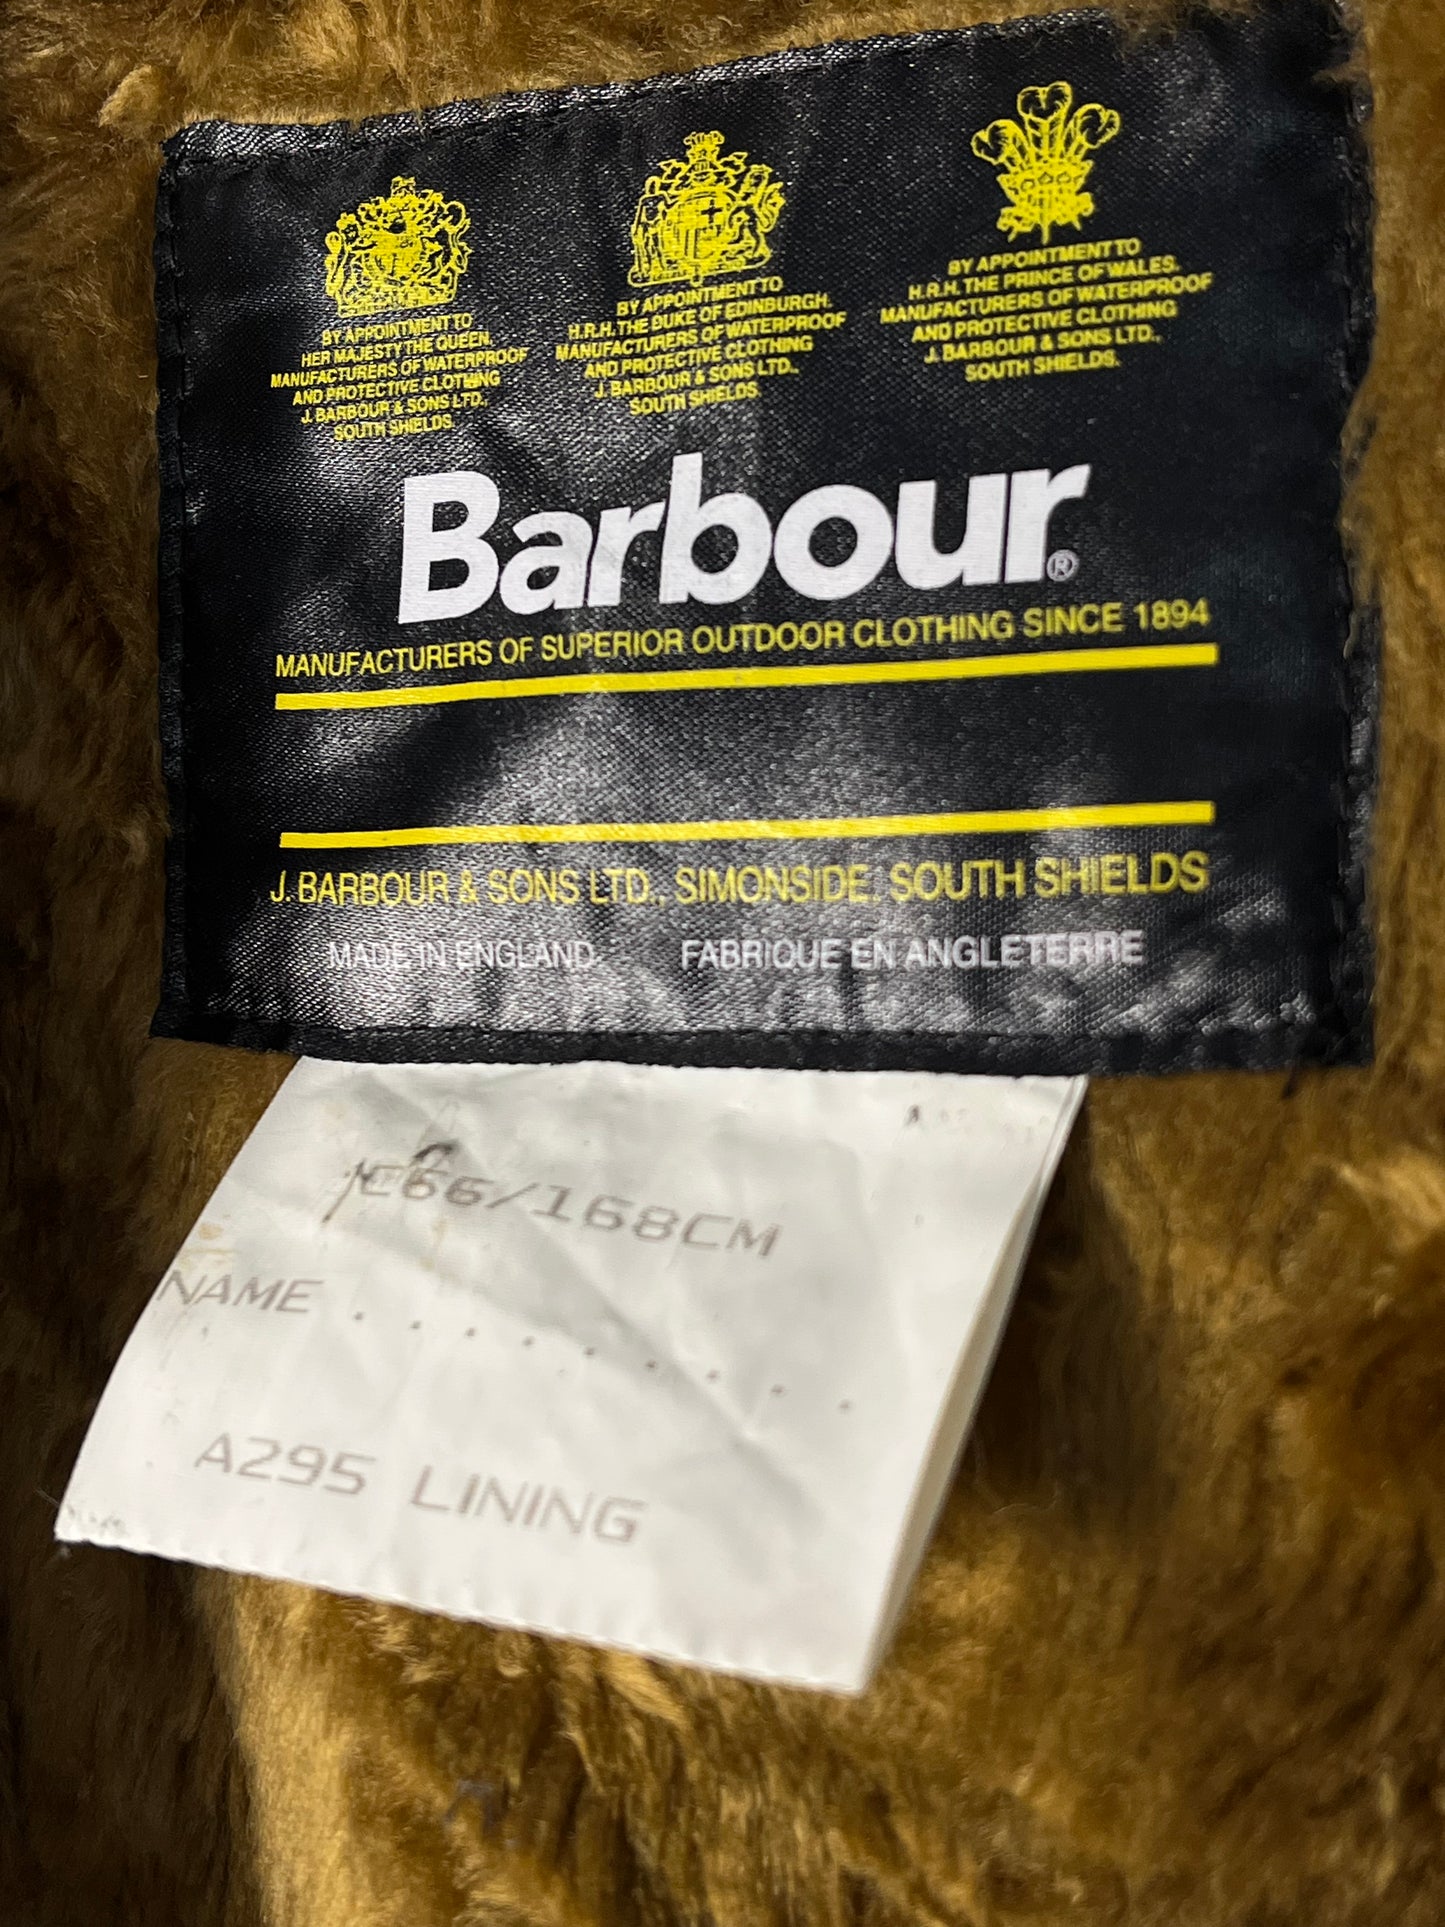 BY APPOINTMENT TO
HER MAJESTY THE QUEEN,
MANUFACTURERS OF WATERPROOF
AND PROTECTIVE CLOTHING
J. BARBOUR & SONS LTD.,
SOUTH SHIELDS.
BY APPOINTMENT TO
H.R.H. THE DUKE OF EDINBURGH,
MANUFACTURERS OF WATERPROOF
AND PROTECTIVE CLOTHING
J. BARBOUR & SONS LTD.,
SOUTH SHIELDS.
BY APPOINTMENT TO
H.R.H. THE PRINCE OF WALES,
MANUFACTURERS OF WATERPROOF
AND PROTECTIVE CLOTHING
J. BARBOUR & SONS LTD.,
SOUTH SHIELDS.
Barbour®
MANUFACTURERS OF SUPERIOR OUTDOOR CLOTHING SINCE 1894
J. BARBOUR & SONS LTD., SIMONSIDE, SOUTH SHIELDS
MADE IN ENGLAND. FABRIQUE EN ANGLETERRE
C66/168CM
NAME . . . . . . . . .
A295 LINING